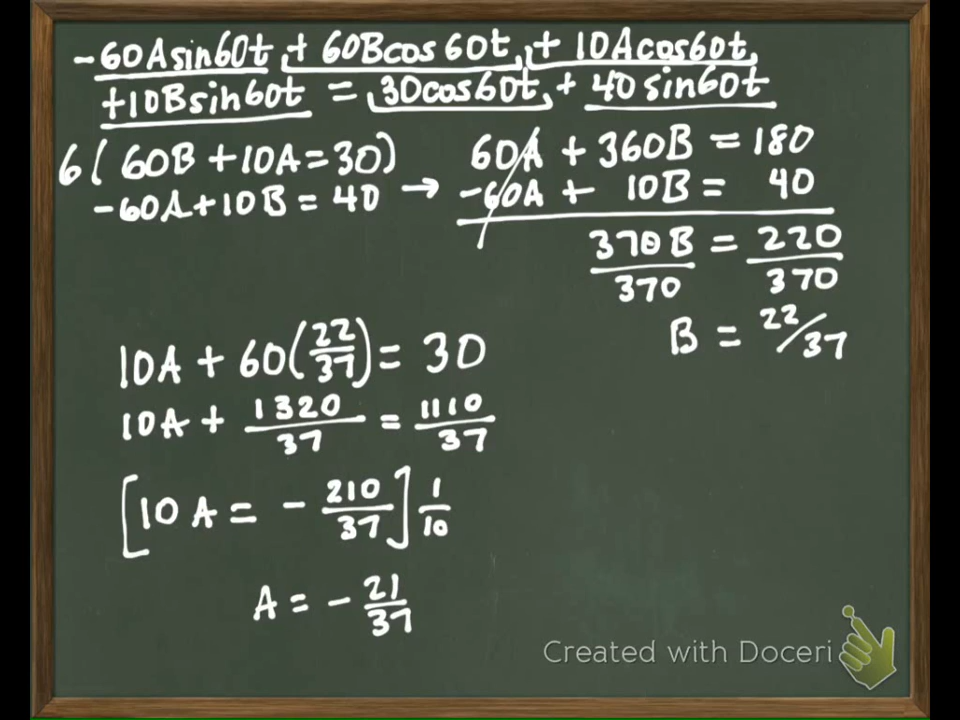 -60Asin60t + 60Bcos60t + 10Acos60t
+10Bsin60t = 30cos60t + 40sin60t
6(60B + 10A = 30)
-60A + 10B = 40 →
60A + 360B = 180
-60A + 10B = 40
370B/370 = 220/370
B = 22/37
10A + 60(22/37) = 30
10A + 1320/37 = 1110/37
[10A = - 210/37] 1/10
A = - 21/37
Created with Doceri